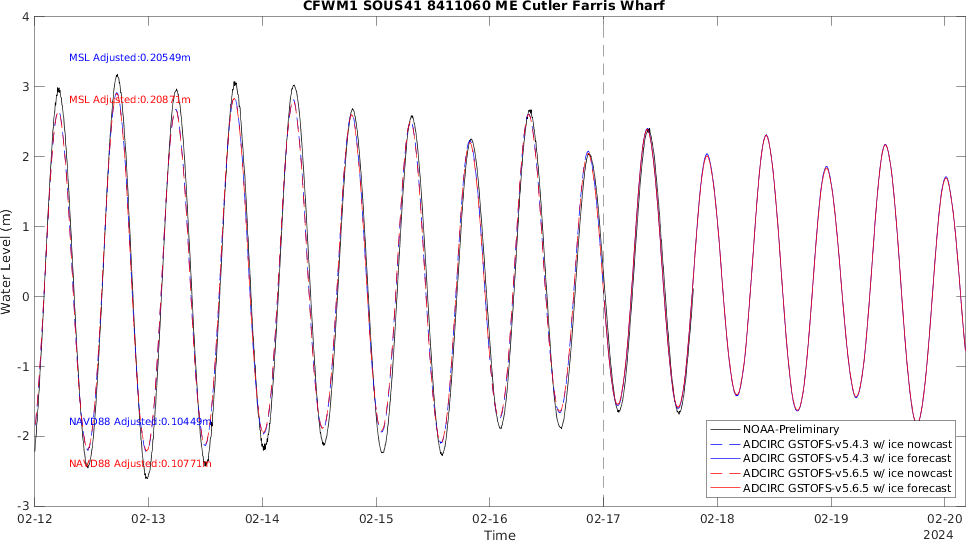 CFWM1 SOUS41 8411060 ME Cutler Farris Wharf
4
3
2
1
0
-1
-2
-3
Water Level (m)
MSL Adjusted:0.20549m
MSL Adjusted:0.20871m
NAVD88 Adjusted:0.10449m
NAVD88 Adjusted:0.10771m
NOAA-Preliminary
ADCIRC GSTOFS-v5.4.3 w/ ice nowcast
ADCIRC GSTOFS-v5.4.3 w/ ice forecast
ADCIRC GSTOFS-v5.6.5 w/ ice nowcast
ADCIRC GSTOFS-v5.6.5 w/ ice forecast
02-12 02-13 02-14 02-15 02-16 02-17 02-18 02-19 02-20
Time
2024